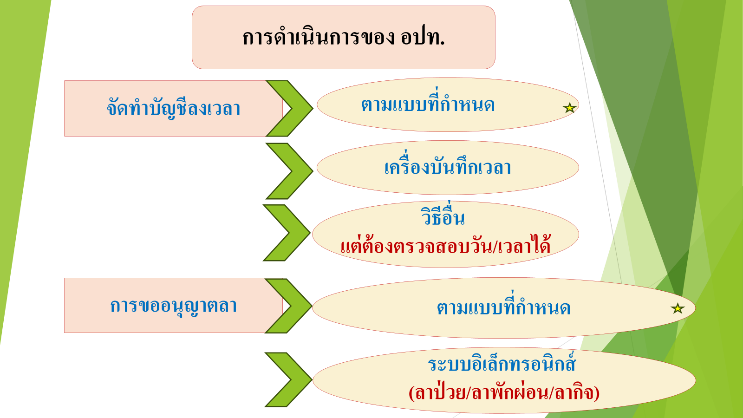 การดำเนินการของ อปท.
จัดทำบัญชีลงเวลา
ตามแบบที่กำหนด
เครื่องบันทึกเวลา
วิธีอื่น
แต่ต้องตรวจสอบวัน/เวลาได้
การขออนุญาตลา
ตามแบบที่กำหนด
ระบบอิเล็กทรอนิกส์
(ลาป่วย/ลาพักผ่อน/ลากิจ)